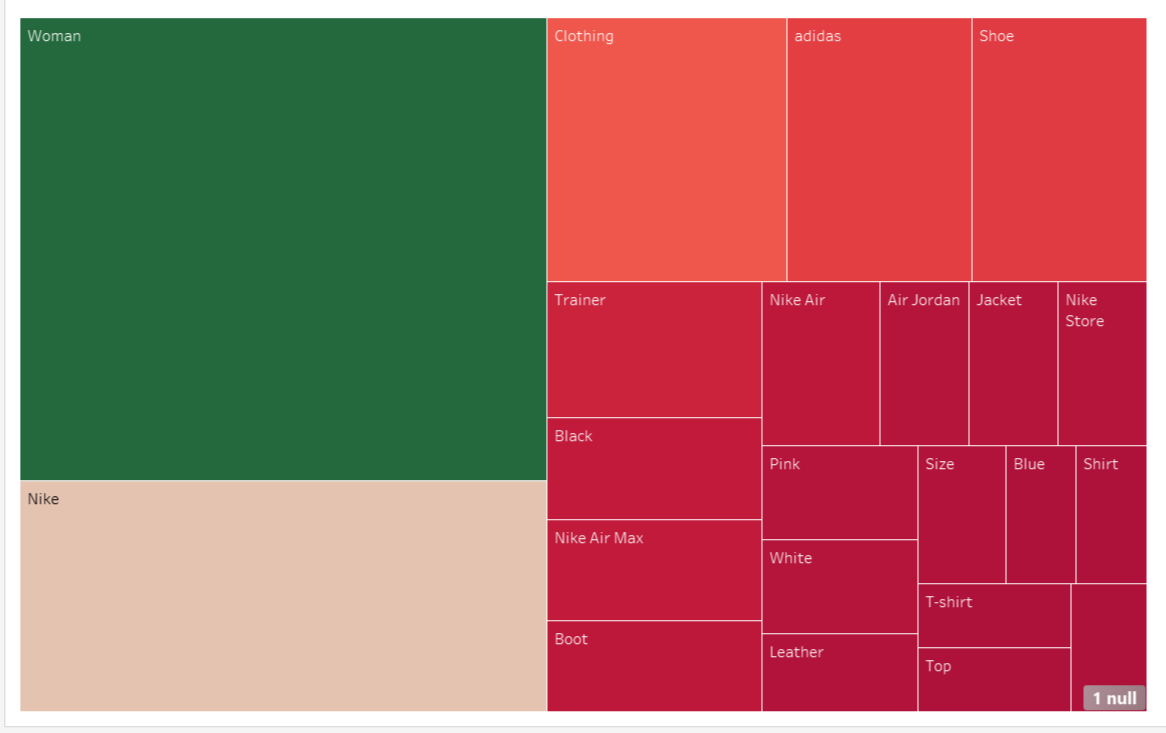 Woman
Clothing
adidas
Shoe
Trainer
Nike Air
Air Jordan
Jacket
Nike
Store
Black
Pink
Size
Blue
Shirt
Nike
Nike Air Max
White
T-shirt
Boot
Leather
Top
1 null